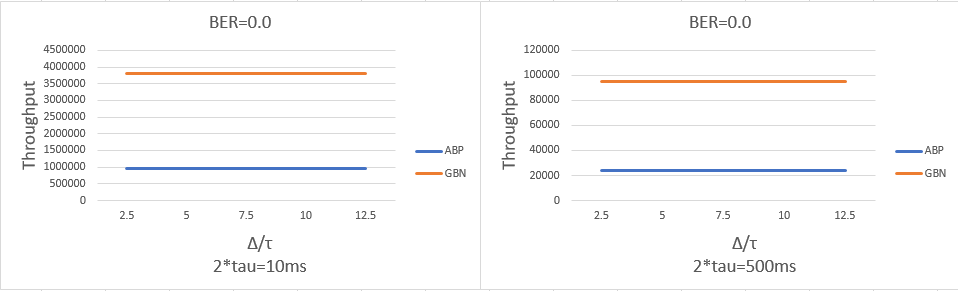 BER=0.0
4500000
4000000
3500000
3000000
2500000
2000000
1500000
1000000
500000
0
Throughput
2.5 5 7.5 10 12.5
ABP
GBN
Δ/τ
2*tau=10ms
BER=0.0
120000
100000
80000
60000
40000
20000
0
Throughput
2.5 5 7.5 10 12.5
ABP
GBN
Δ/τ
2*tau=500ms